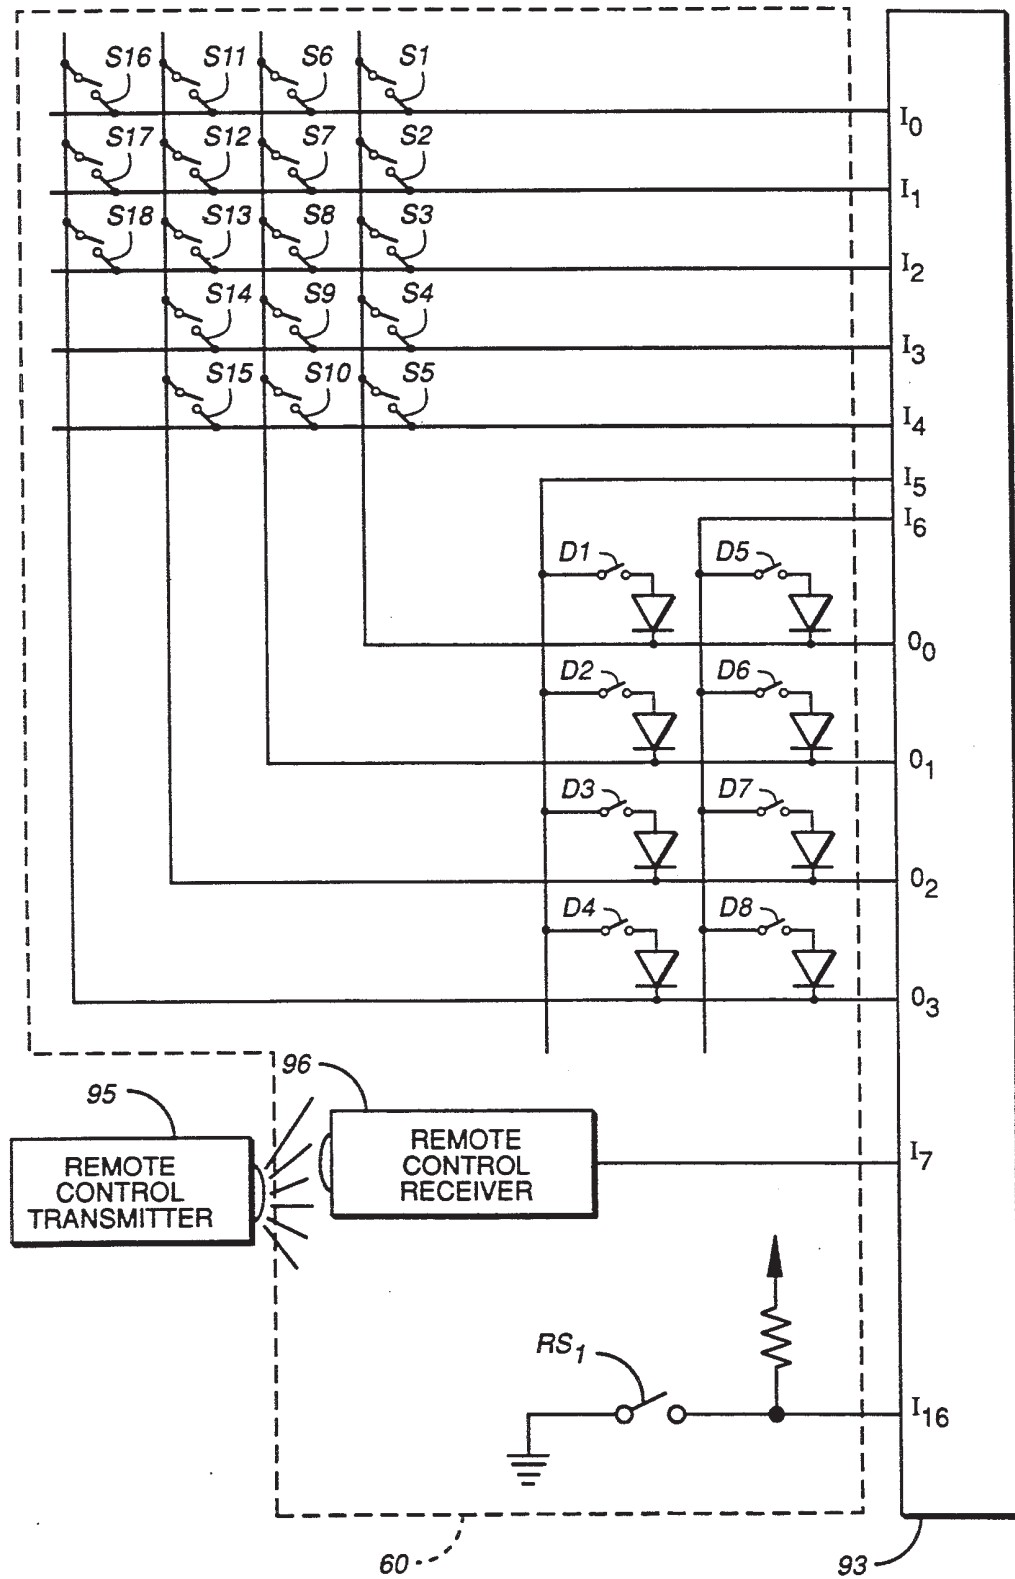 S16 S11 S6 S1
I0
S17 S12 S7 S2
I1
S18 S13 S8 S3
I2
S14 S9 S4
I3
S15 S10 S5
I4
I5
I6
D1 D5
00
D2 D6
01
D3 D7
02
D4 D8
03
95
96
REMOTE
CONTROL
TRANSMITTER
REMOTE
CONTROL
RECEIVER
I7
RS1
I16
60
93